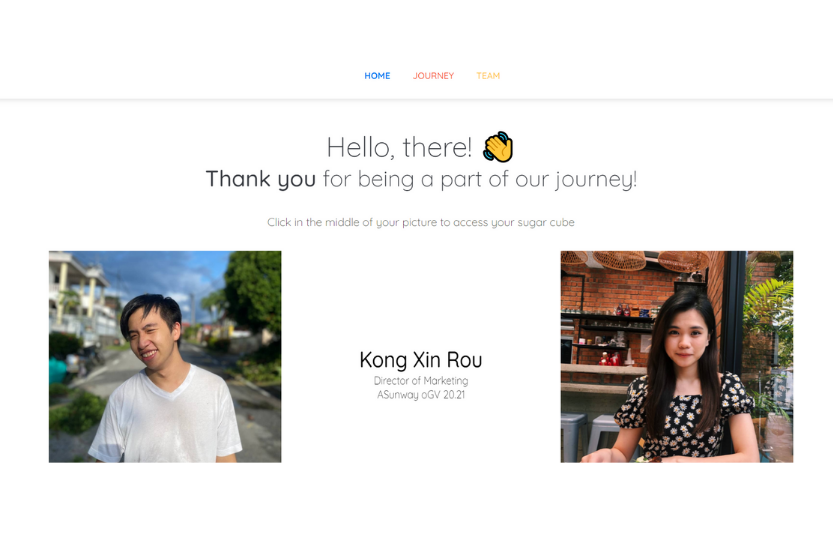 HOME JOURNEY TEAM
Hello, there!
Thank you for being a part of our journey!
Click in the middle of your picture to access your sugar cube
Kong Xin Rou
Director of Marketing
ASunway oGV 20.21